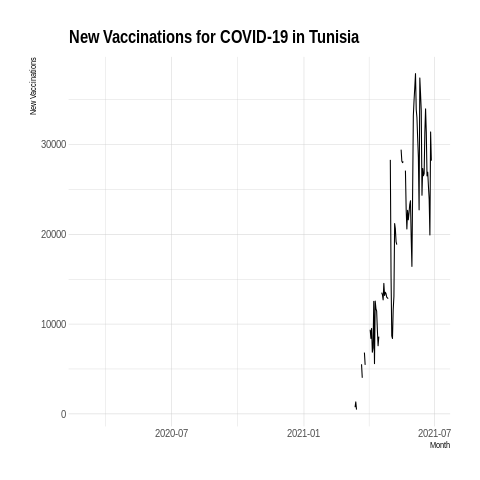 New Vaccinations for COVID-19 in Tunisia
New Vaccinations
30000
20000
10000
0
2020-07
2021-01
2021-07
Month